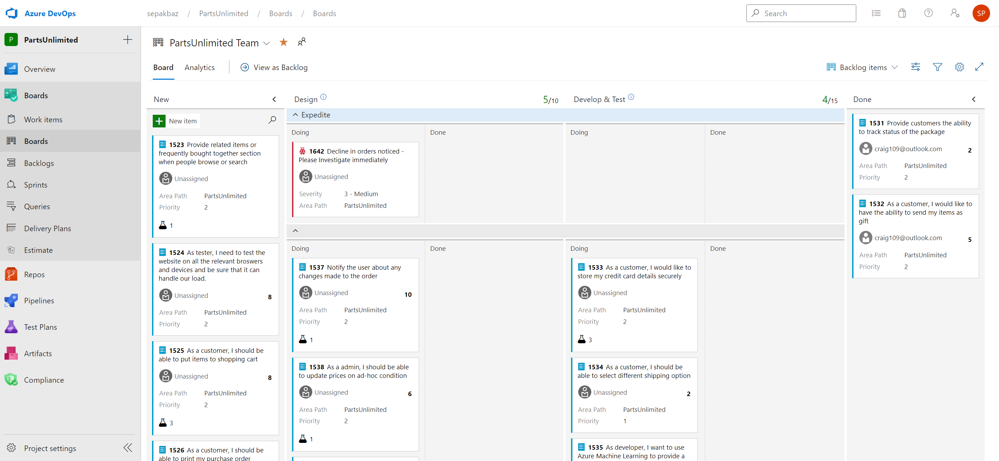 Azure DevOps
sepakbaz / PartsUnlimited / Boards / Boards
Search
SP
P PartsUnlimited
Overview
Boards
Work items
Boards
Backlogs
Sprints
Queries
Delivery Plans
Estimate
Repos
Pipelines
Test Plans
Artifacts
Compliance
Project settings
PartsUnlimited Team
Board Analytics View as Backlog
Backlog items
New
New item
1523 Provide related items or
frequently bought together section
when people browse or search
Unassigned
Area Path PartsUnlimited
Priority 2
1
1524 As tester, I need to test the
website on all the relevant broswers
and devices and be sure that it can
handle our load.
Unassigned 8
Area Path PartsUnlimited
Priority 2
1525 As a customer, I should be
able to put items to shopping cart
Unassigned 8
Area Path PartsUnlimited
Priority 2
3
1526 As a customer, I should be
able to print my purchase order
Design 5/10
Develop & Test 4/15
Expedite
Doing Done
1642 Decline in orders noticed -
Please Investigate immediately
Unassigned
Severity 3 - Medium
Area Path PartsUnlimited
Doing Done
Doing Done
1537 Notify the user about any
changes made to the order
Unassigned 10
Area Path PartsUnlimited
Priority 2
1
1538 As a admin, I should be able
to update prices on ad-hoc condition
Unassigned 6
Area Path PartsUnlimited
Priority 2
1
Doing Done
1533 As a customer, I would like to
store my credit card details securely
Unassigned
Area Path PartsUnlimited
Priority 2
3
1534 As a customer, I should be
able to select different shipping option
Unassigned 2
Area Path PartsUnlimited
Priority 1
1535 As developer, I want to use
Azure Machine Learning to provide a
Done
1531 Provide customers the ability
to track status of the package
craig109@outlook.com 2
Area Path PartsUnlimited
Priority 2
1532 As a customer, I would like to
have the ability to send my items as
gift
craig109@outlook.com 5
Area Path PartsUnlimited
Priority 2